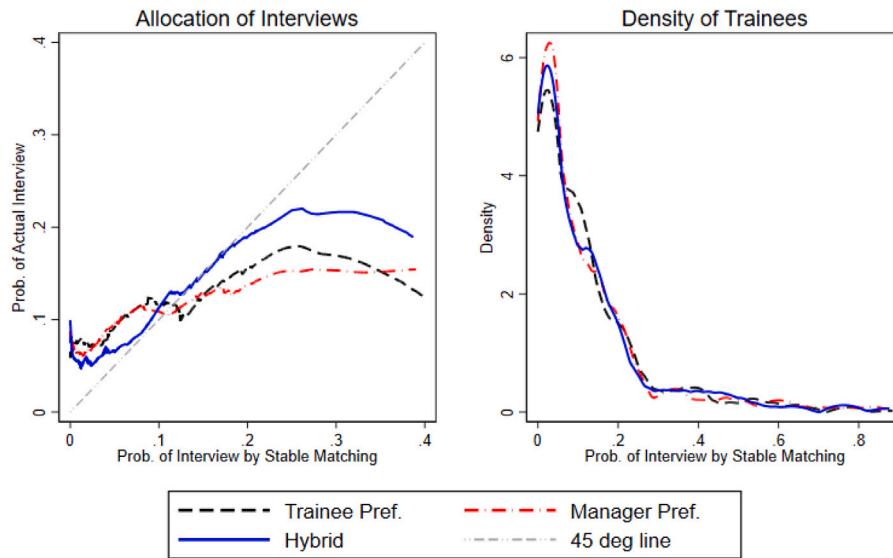 Allocation of Interviews
Prob. of Actual Interview
.4
.3
.2
.1
0
0 .1 .2 .3 .4
Prob. of Interview by Stable Matching
Density of Trainees
Density
6
4
2
0
0 .2 .4 .6 .8
Prob. of Interview by Stable Matching
Trainee Pref. Manager Pref.
Hybrid 45 deg line